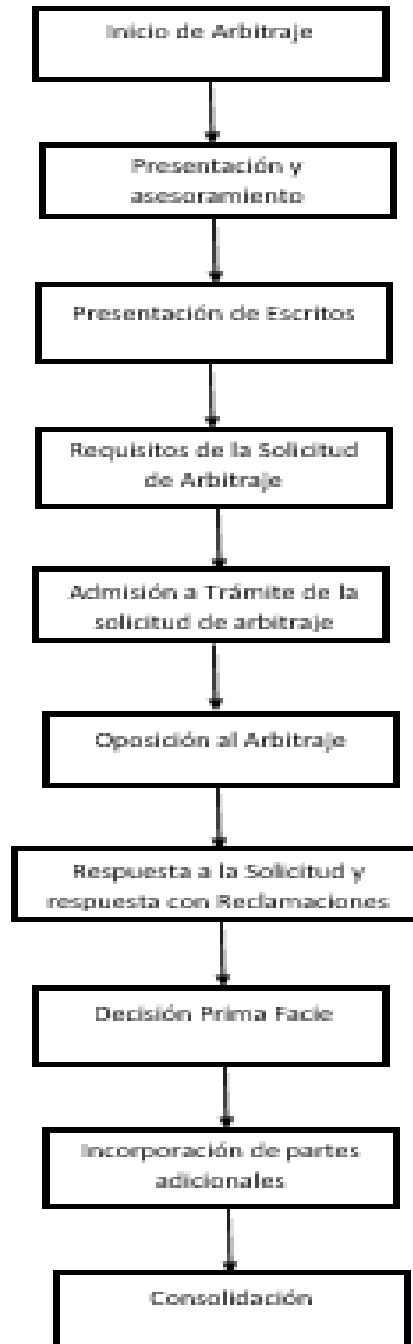 Inicio de Arbitraje
Presentación y
asesoramiento
Presentación de Escritos
Requisitos de la Solicitud
de Arbitraje
Admisión a Trámite de la
solicitud de arbitraje
Oposición al Arbitraje
Respuesta a la Solicitud y
respuesta con Reclamaciones
Decisión Prima Facie
Incorporación de partes
adicionales
Consolidación